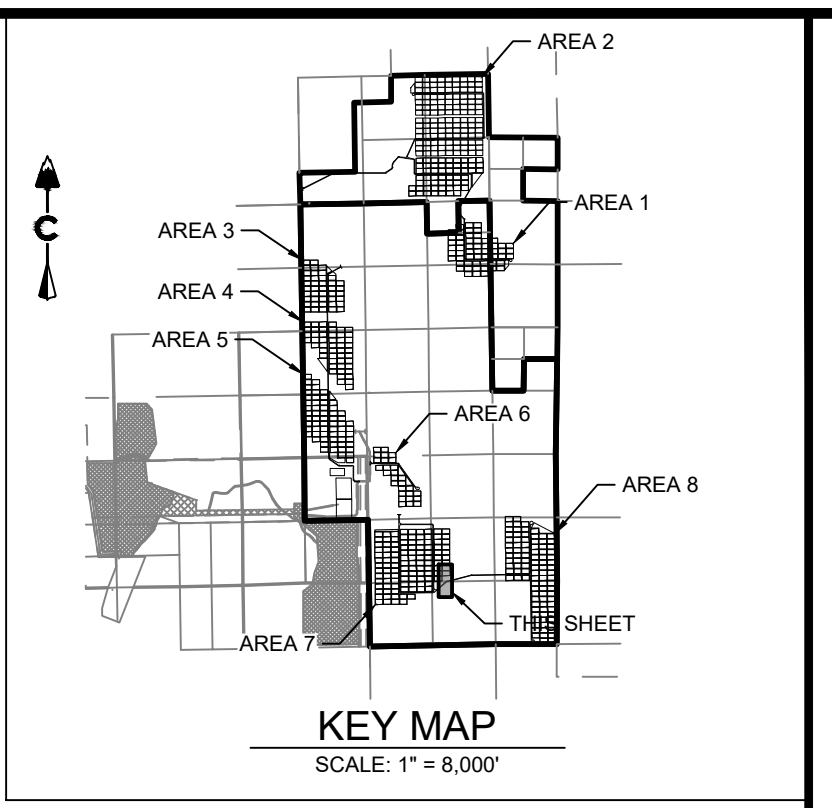 AREA 2
AREA 1
AREA 3
AREA 4
AREA 5
AREA 6
AREA 8
THIS SHEET
AREA 7
KEY MAP
SCALE: 1" = 8,000'